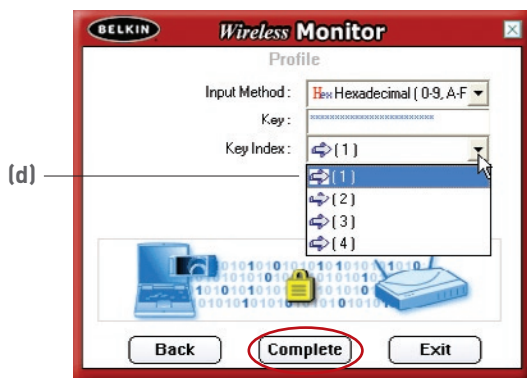 BELKIN Wireless Monitor
Profile
Input Method : Hex Hexadecimal ( 0-9, A-F
Key : **************************
Key Index : ( 1 )
(d)
( 1 )
( 2 )
( 3 )
( 4 )
Back Complete Exit